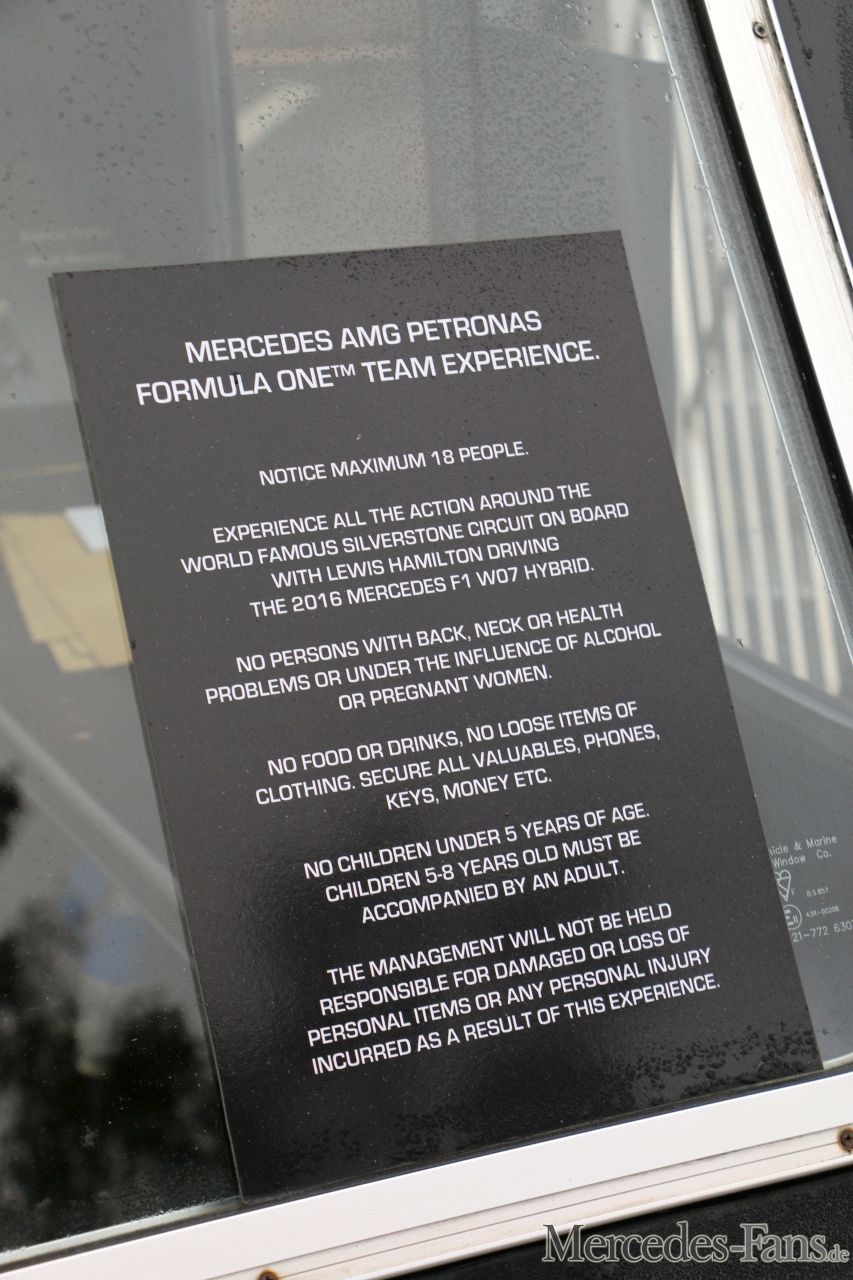 MERCEDES AMG PETRONAS
FORMULA ONE™ TEAM EXPERIENCE.
NOTICE MAXIMUM 18 PEOPLE.
EXPERIENCE ALL THE ACTION AROUND THE
WORLD FAMOUS SILVERSTONE CIRCUIT ON BOARD
WITH LEWIS HAMILTON DRIVING
THE 2016 MERCEDES F1 W07 HYBRID.
NO PERSONS WITH BACK, NECK OR HEALTH
PROBLEMS OR UNDER THE INFLUENCE OF ALCOHOL
OR PREGNANT WOMEN.
NO FOOD OR DRINKS, NO LOOSE ITEMS OF
CLOTHING. SECURE ALL VALUABLES, PHONES,
KEYS, MONEY ETC.
NO CHILDREN UNDER 5 YEARS OF AGE.
CHILDREN 5-8 YEARS OLD MUST BE
ACCOMPANIED BY AN ADULT.
THE MANAGEMENT WILL NOT BE HELD
RESPONSIBLE FOR DAMAGED OR LOSS OF
PERSONAL ITEMS OR ANY PERSONAL INJURY
INCURRED AS A RESULT OF THIS EXPERIENCE.
& Marine
Window Co.
21-772 630
Mercedes-Fans.de